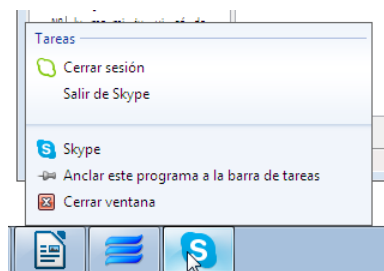 Tareas
Cerrar sesión
Salir de Skype
Skype
Anclar este programa a la barra de tareas
Cerrar ventana